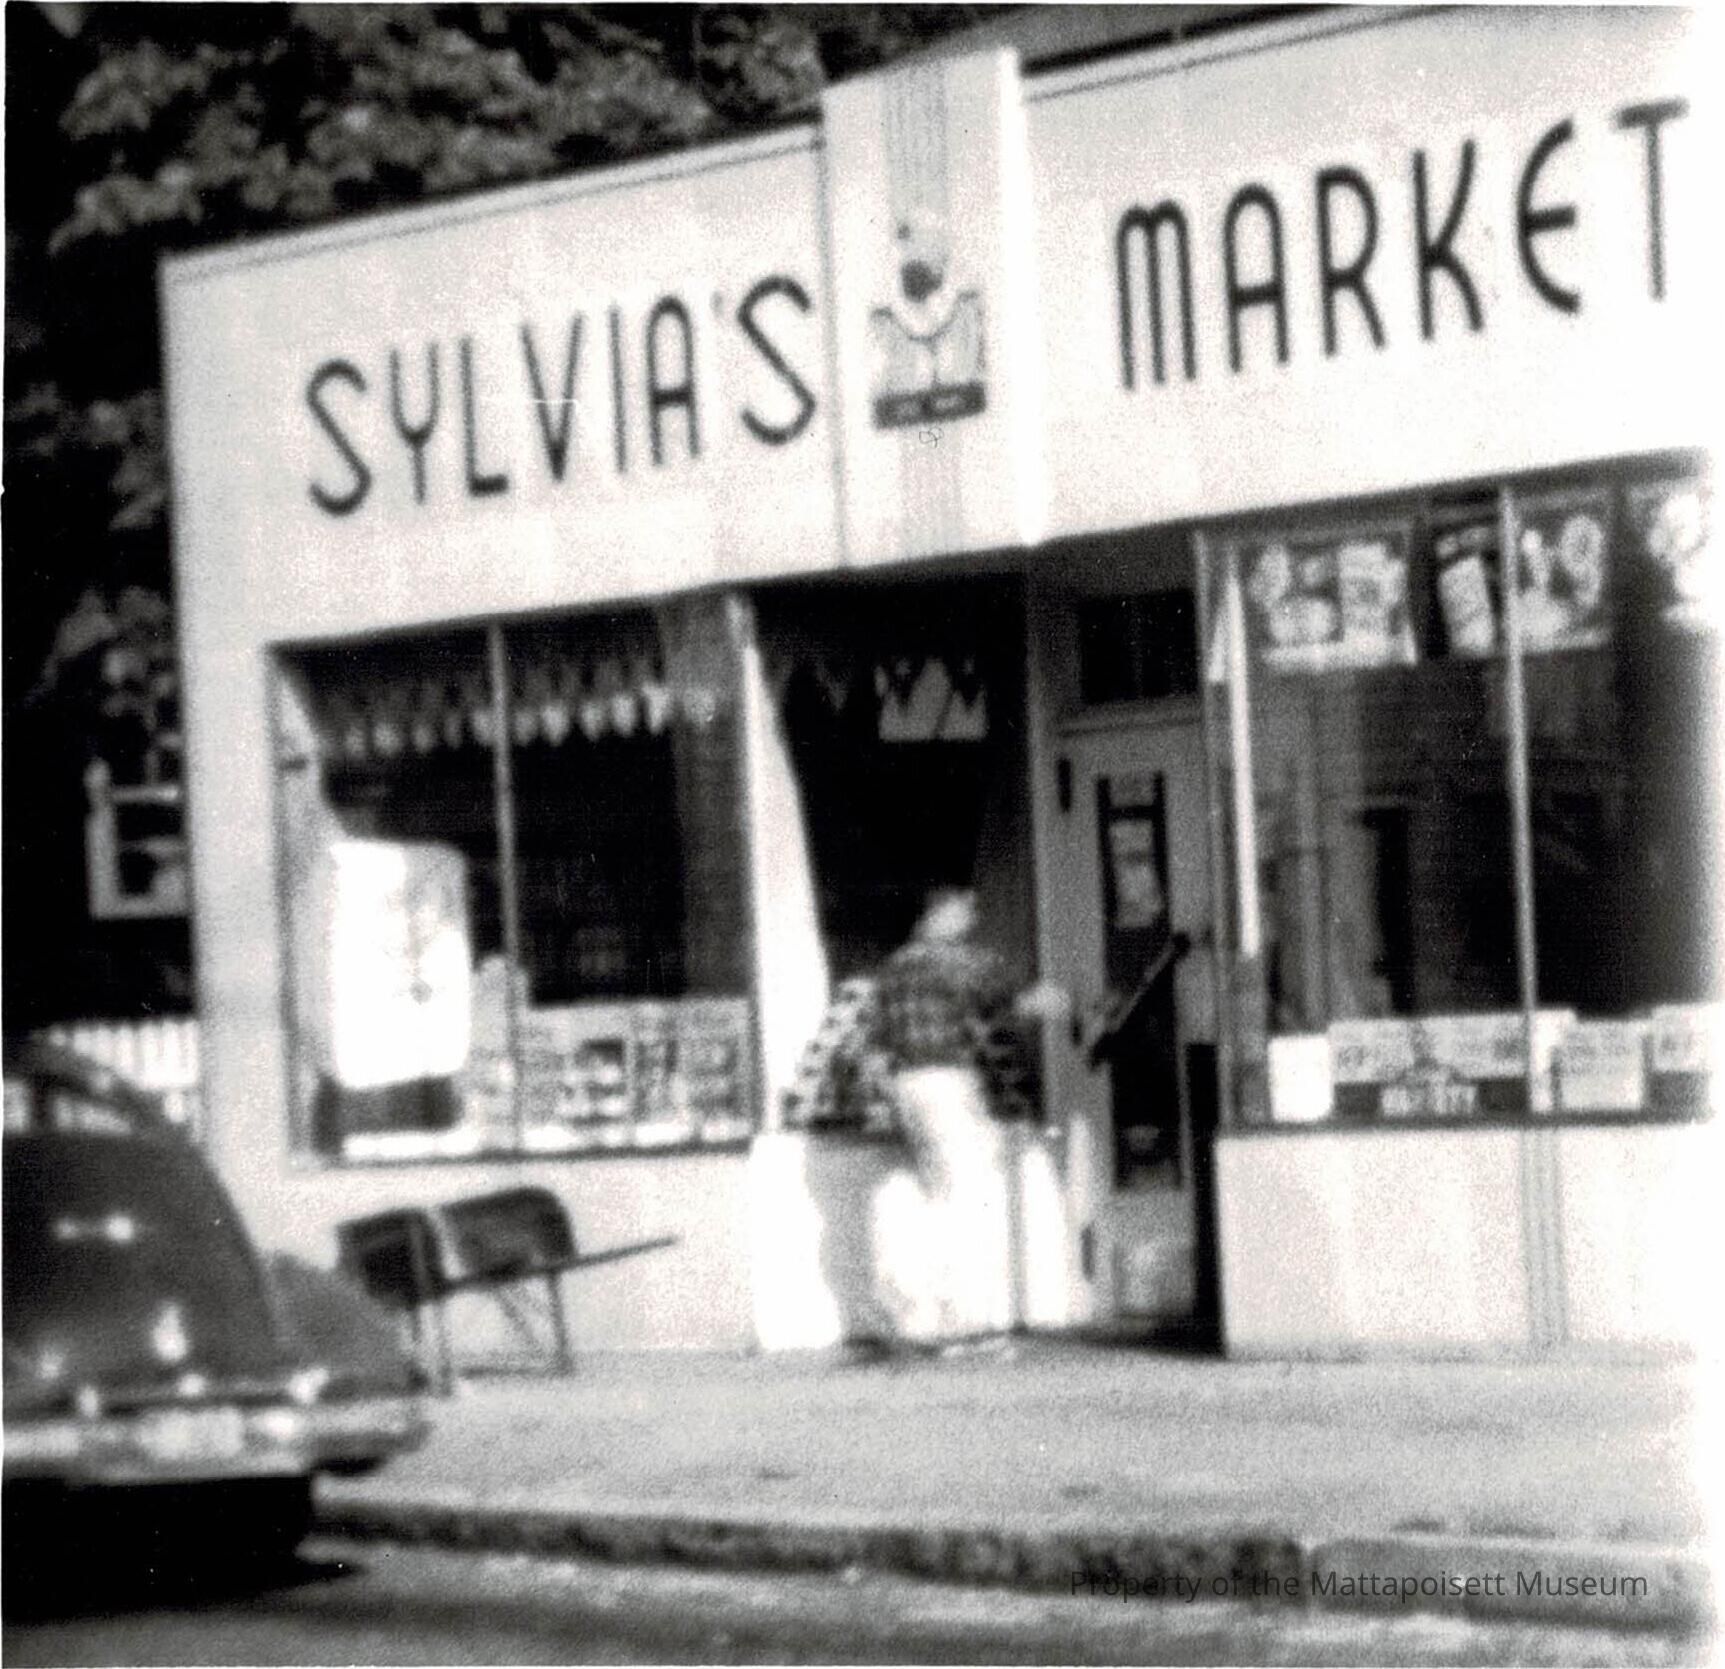 SYLVIA'S MARKET
Property of the Mattapoisett Museum